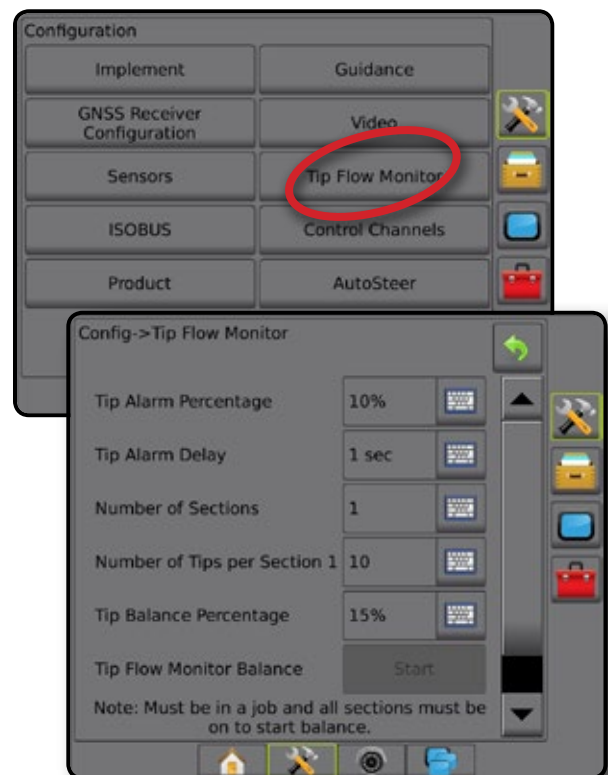 Configuration
Implement
Guidance
GNSS Receiver
Configuration
Video
Sensors
Tip Flow Monitor
ISOBUS
Control Channels
Product
AutoSteer
Config->Tip Flow Monitor
Tip Alarm Percentage
10%
Tip Alarm Delay
1 sec
Number of Sections
1
Number of Tips per Section 1
10
Tip Balance Percentage
15%
Tip Flow Monitor Balance
Start
Note: Must be in a job and all sections must be
on to start balance.